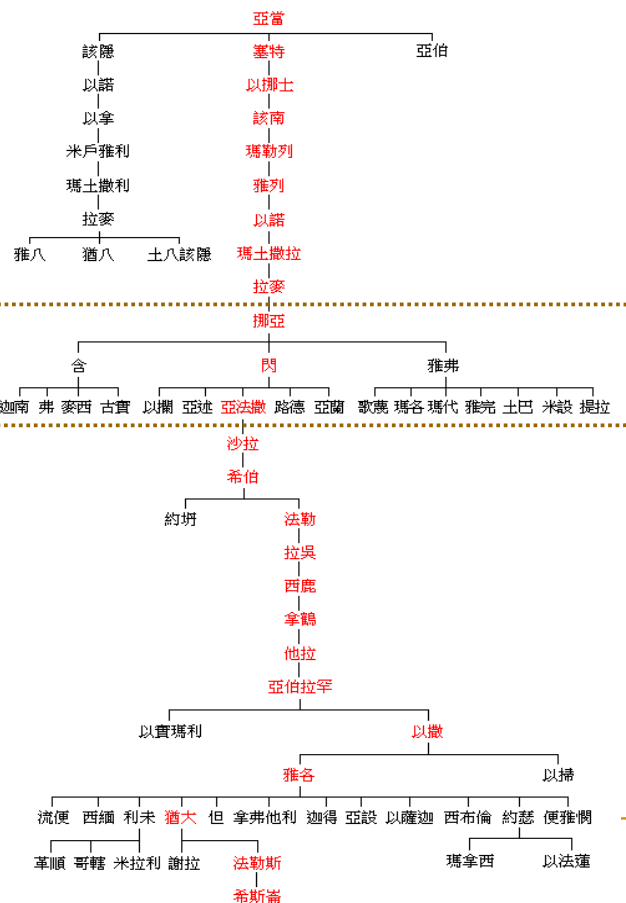 亞當
該隱 塞特 亞伯
以諾 以挪士
以拿 該南
米戶雅利 瑪勒列
瑪土撒利 雅列
拉麥 以諾
雅八 猶八 土八該隱 瑪土撒拉
拉麥
挪亞
含 閃 雅弗
迦南 弗 麥西 古實 以攔 亞述 亞法撒 路德 亞蘭 歌蔑 瑪各 瑪代 雅完 土巴 米設 提拉
沙拉
希伯
約坍 法勒
拉吳
西鹿
拿鶴
他拉
亞伯拉罕
以實瑪利 以撒
雅各 以掃
流便 西緬 利未 猶大 但 拿弗他利 迦得 亞設 以薩迦 西布倫 約瑟 便雅憫
革順 哥轄 米拉利 謝拉 法勒斯 瑪拿西 以法蓮
希斯崙